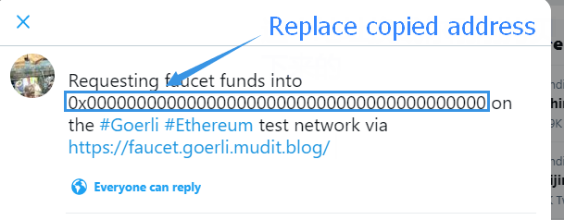 Replace copied address
Requesting faucet funds into
0x0000000000000000000000000000000000000000 on
the #Goerli #Ethereum test network via
https://faucet.goerli.mudit.blog/
Everyone can reply